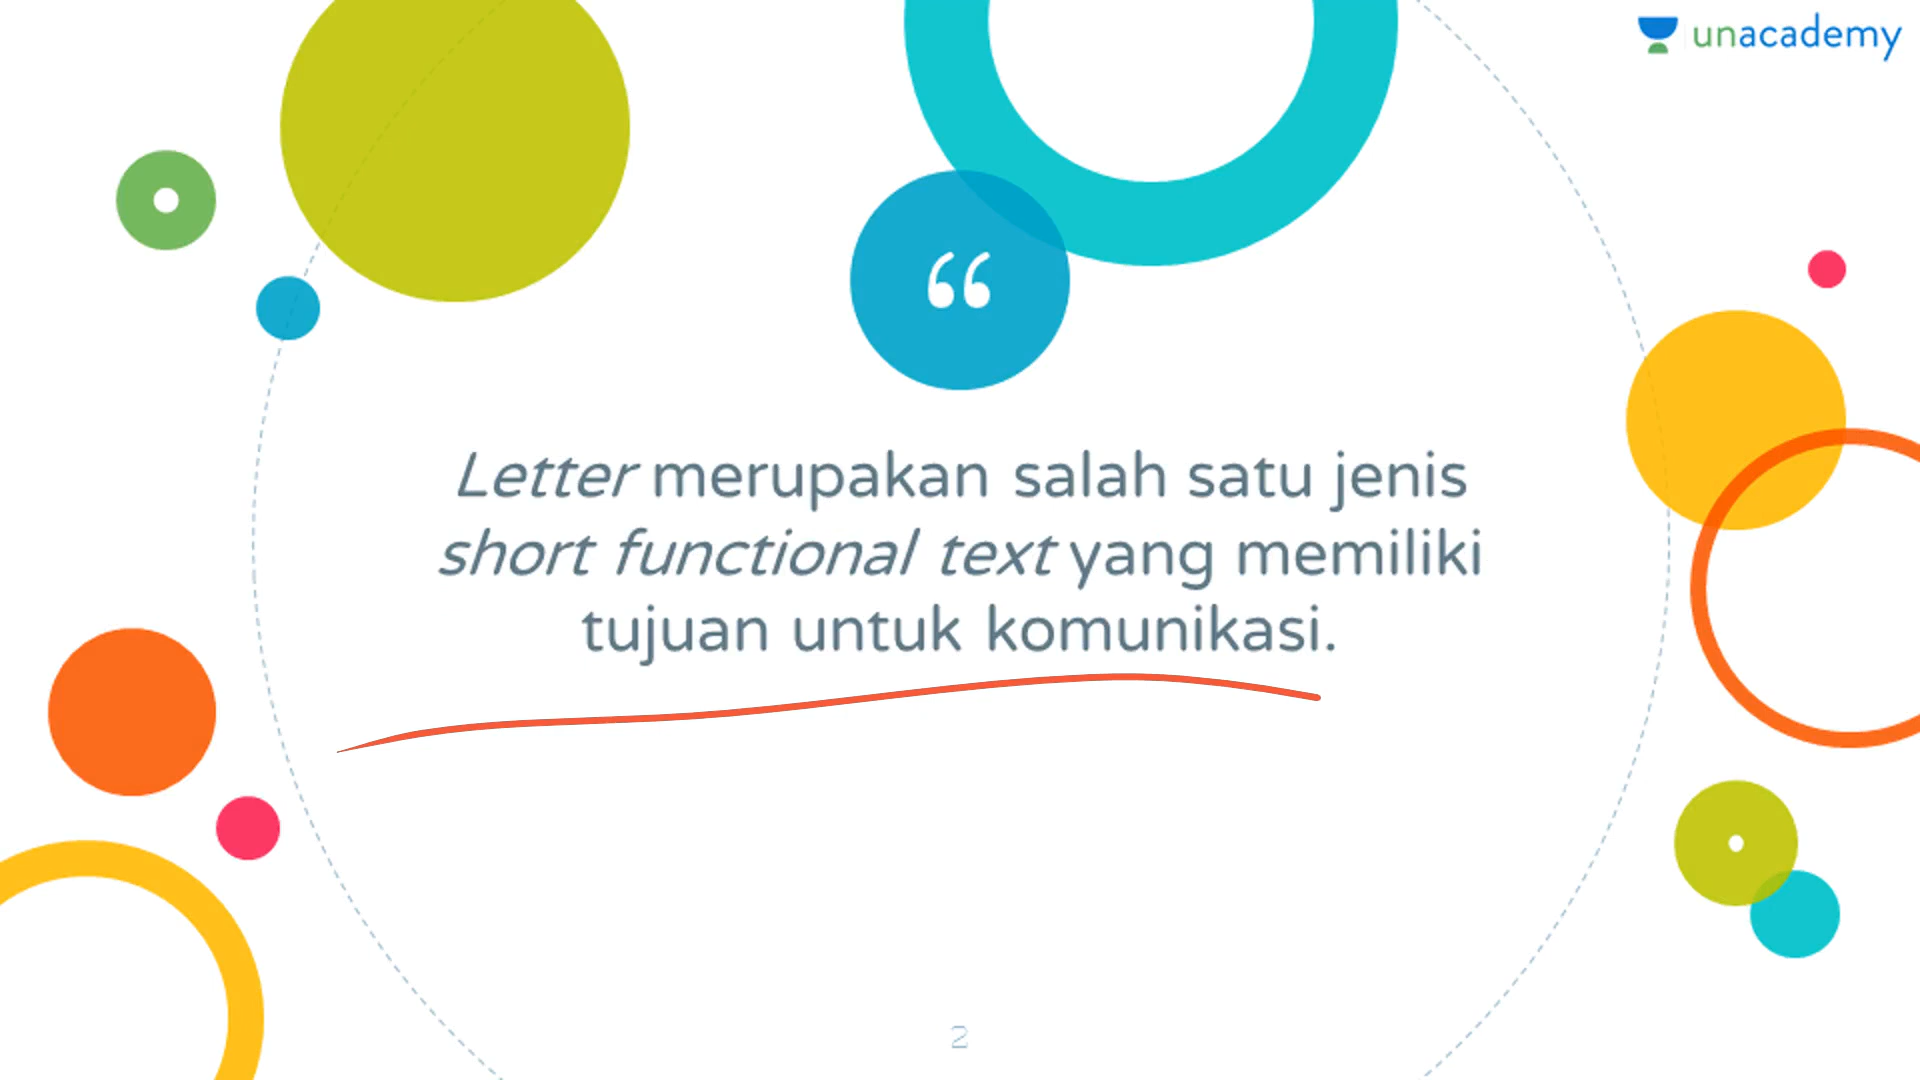 unacademy
“
Letter merupakan salah satu jenis
short functional text yang memiliki
tujuan untuk komunikasi.
2